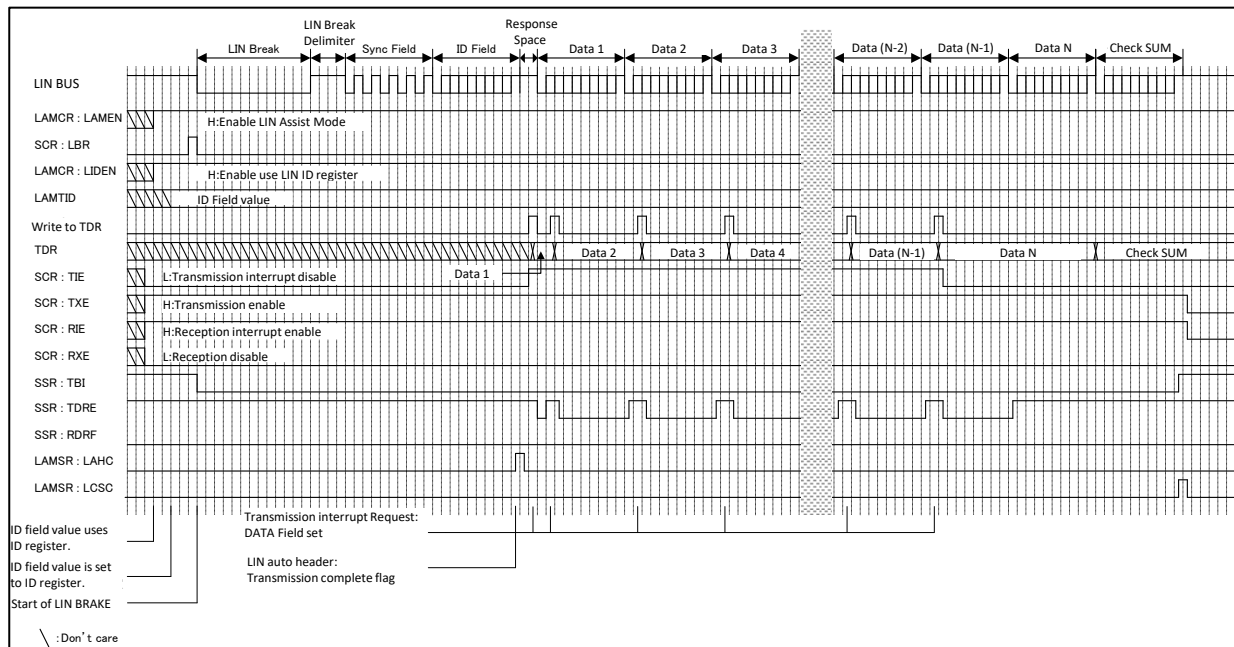 LIN Break
LIN Break
Delimiter
Sync Field
ID Field
Response
Space
Data 1
Data 2
Data 3
Data (N-2)
Data (N-1)
Data N
Check SUM
LIN BUS
LAMCR : LAMEN
H:Enable LIN Assist Mode
SCR : LBR
LAMCR : LIDEN
H:Enable use LIN ID register
LAMTID
ID Field value
Write to TDR
TDR
Data 1
Data 2
Data 3
Data 4
Data (N-1)
Data N
Check SUM
SCR : TIE
L:Transmission interrupt disable
SCR : TXE
H:Transmission enable
SCR : RIE
H:Reception interrupt enable
SCR : RXE
L:Reception disable
SSR : TBI
SSR : TDRE
SSR : RDRF
LAMSR : LAHC
LAMSR : LCSC
ID field value uses
ID register.
ID field value is set
to ID register.
Start of LIN BRAKE
Transmission interrupt Request:
DATA Field set
LIN auto header:
Transmission complete flag
:Don't care